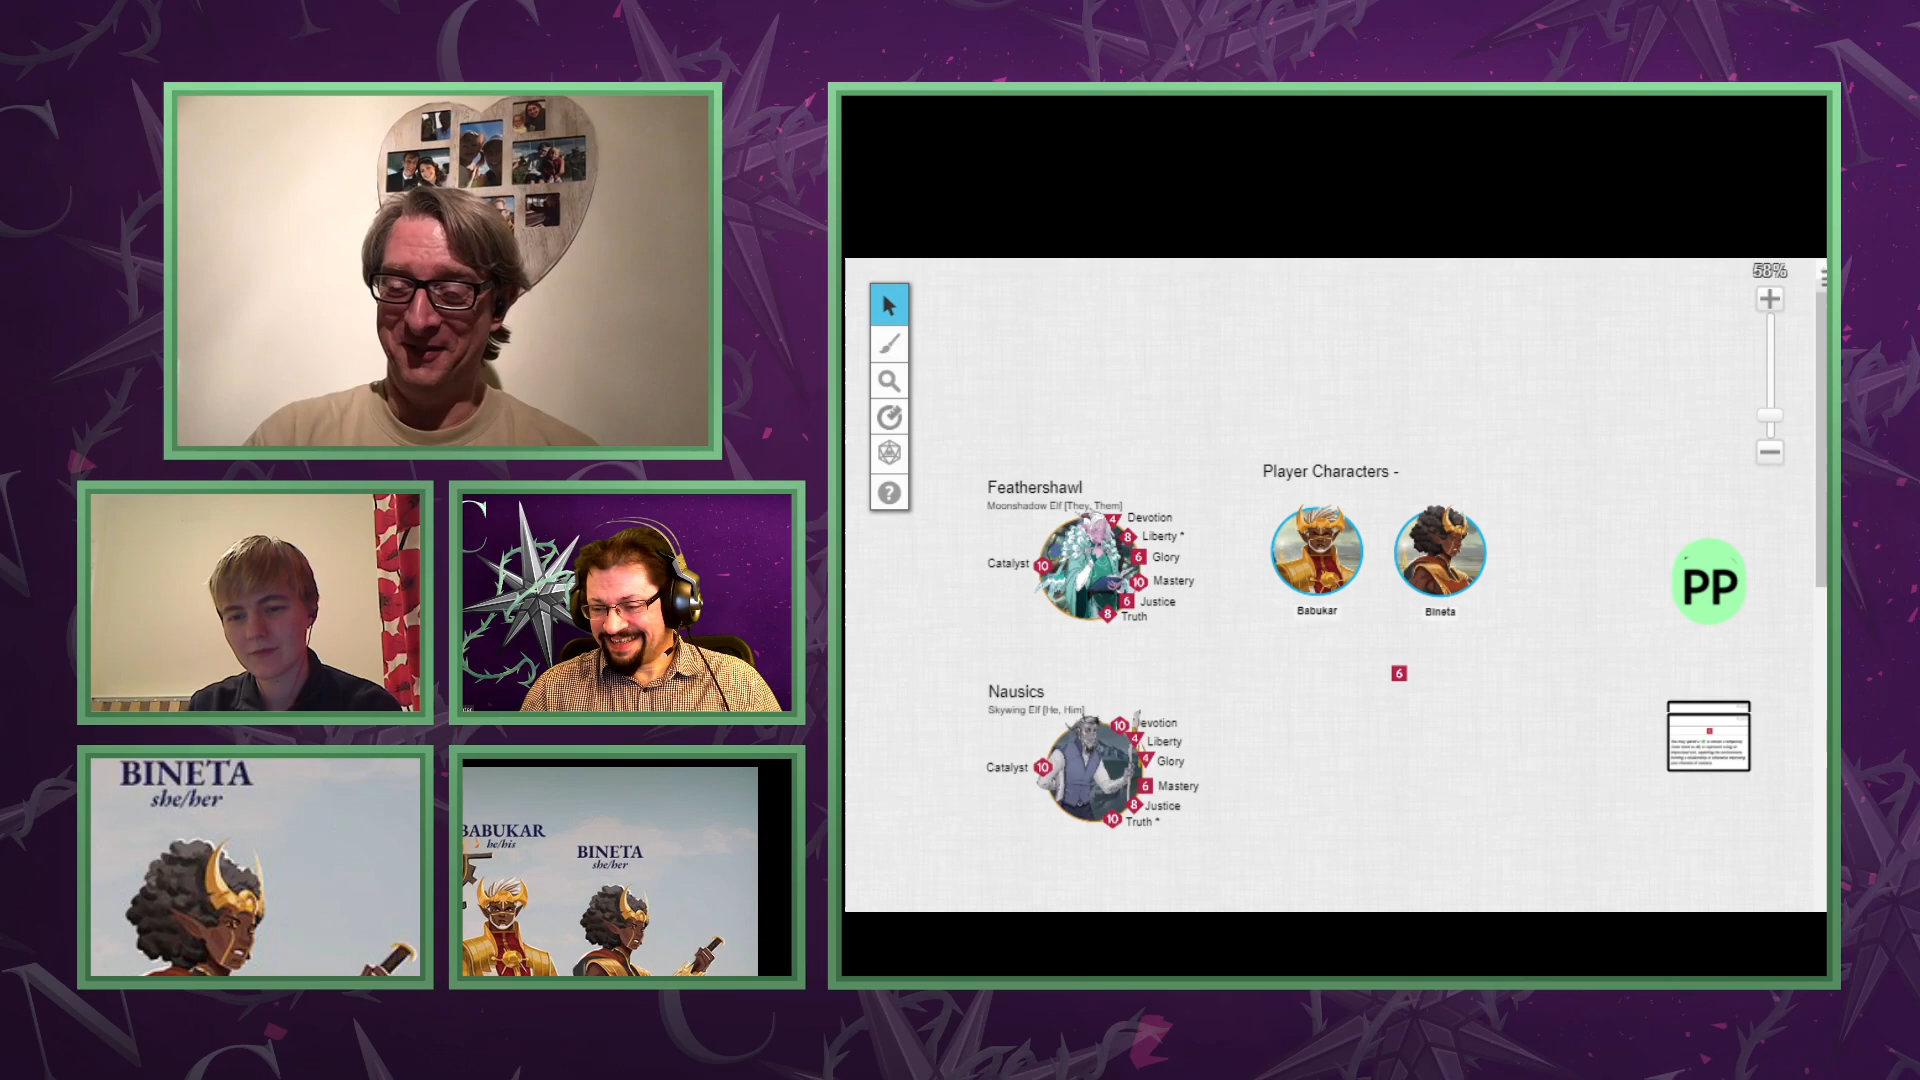 58%
Player Characters -
Feathershawl
Moonshadow Elf [They, Them]
4 Devotion
8 Liberty *
Catalyst 10
6 Glory
10 Mastery
6 Justice
8 Truth
Babukar
Bineta
PP
6
Nausics
Skywing Elf [He, Him]
10 evotion
4 Liberty
Catalyst 10
4 Glory
6 Mastery
8 Justice
10 Truth *
BINETA
she/her
BABUKAR
he/his
BINETA
she/her